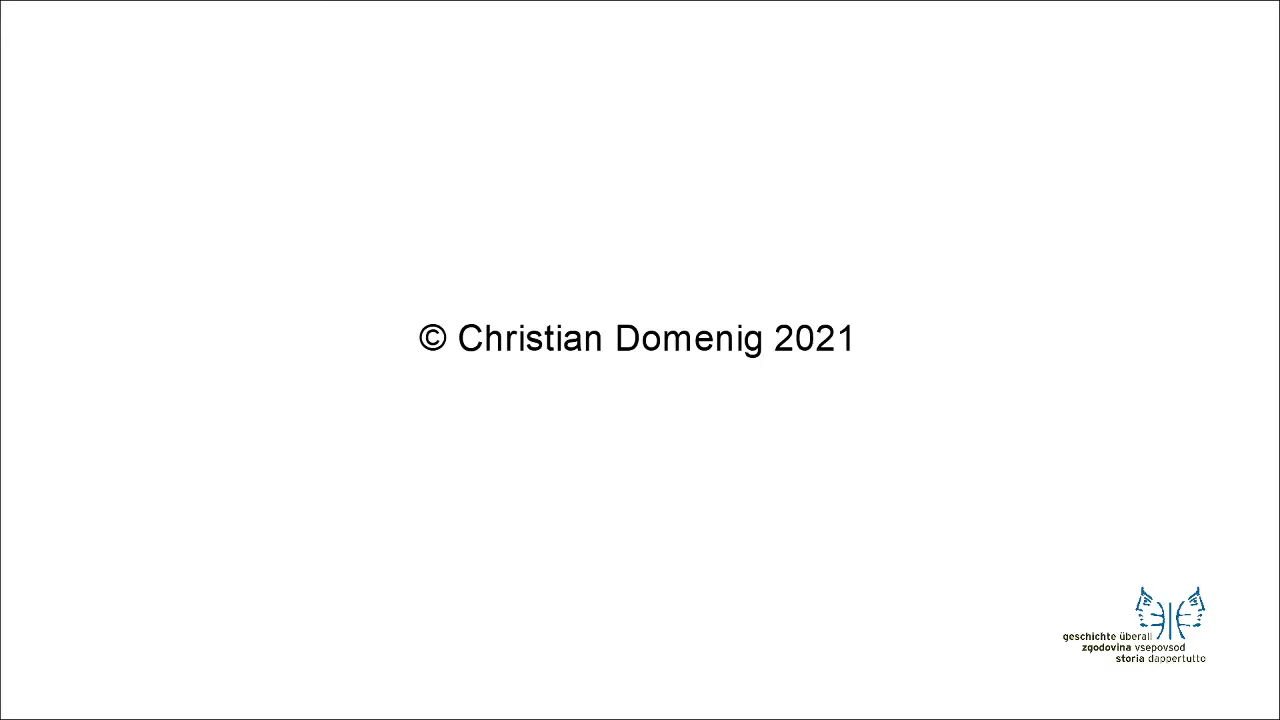 © Christian Domenig 2021
geschichte überall
zgodovina vsepovsod
storia dappertutto